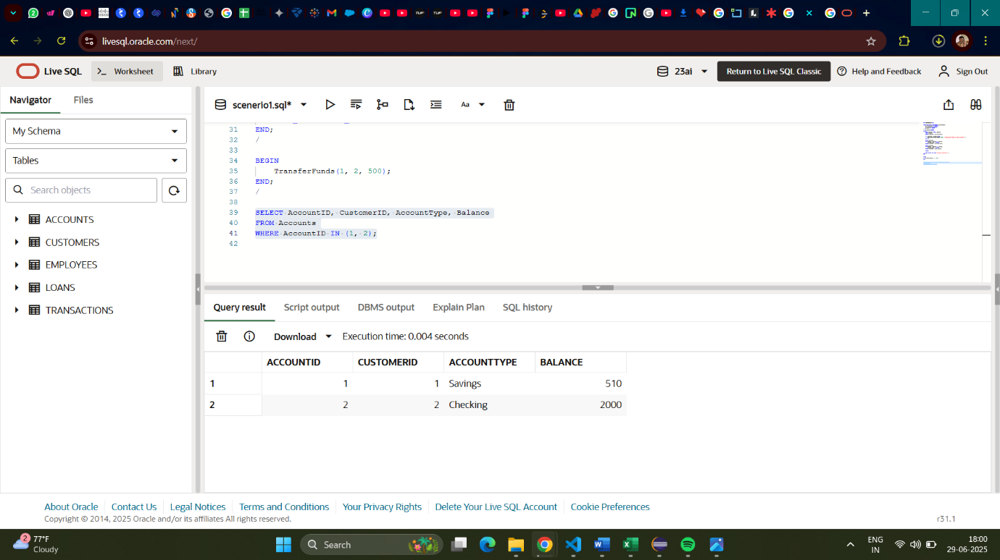 livesql.oracle.com/next/
Live SQL
Worksheet
Library
23ai
Return to Live SQL Classic
Help and Feedback
Sign Out
Navigator
Files
My Schema
Tables
Search objects
ACCOUNTS
CUSTOMERS
EMPLOYEES
LOANS
TRANSACTIONS
scenerio1.sql*
Aa
31 END;
32 /
33
34 BEGIN
35 TransferFunds(1, 2, 500);
36 END;
37 /
38
39 SELECT AccountID, CustomerID, AccountType, Balance
40 FROM Accounts
41 WHERE AccountID IN (1, 2);
42
Query result
Script output
DBMS output
Explain Plan
SQL history
Download
Execution time: 0.004 seconds
ACCOUNTID CUSTOMERID ACCOUNTTYPE BALANCE
1 1 1 Savings 510
2 2 2 Checking 2000
About Oracle
Contact Us
Legal Notices
Terms and Conditions
Your Privacy Rights
Delete Your Live SQL Account
Cookie Preferences
Copyright © 2014, 2025 Oracle and/or its affiliates All rights reserved.
r31.1
2
77°F
Cloudy
Search
ENG
IN
18:00
29-06-2025